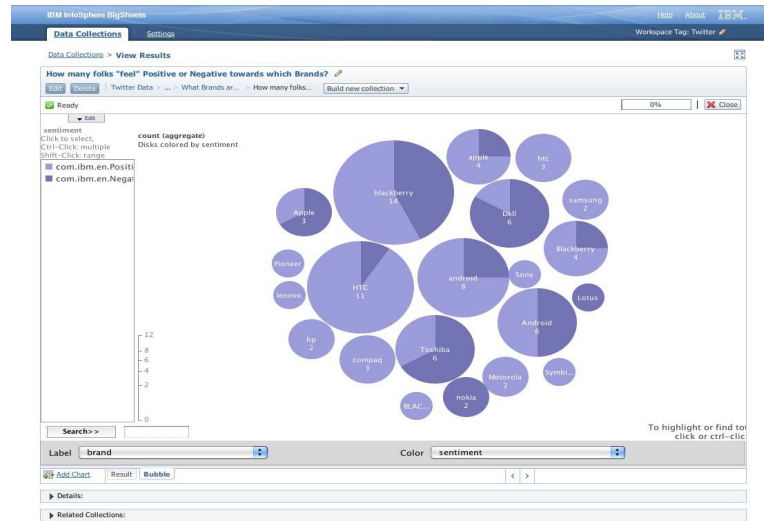 IBM InfoSphere BigSheets
Help About IBM.
Data Collections Settings
Workspace Tag: Twitter
Data Collections > View Results
How many folks "feel" Positive or Negative towards which Brands?
Edit Delete Twitter Data > ... > What Brands ar... > How many folks... Build new collection
Ready
0% Close
Edit
sentiment
Click to select,
Ctrl-Click: multiple
Shift-Click: range
com.ibm.en.Positi
com.ibm.en.Negat
count (aggregate)
Disks colored by sentiment
apple
4
htc
3
blackberry
14
samsung
2
Apple
3
Dell
6
Blackberry
4
Pioneer
HTC
11
android
8
Sony
lenovo
Lotus
Android
6
hp
2
Toshiba
6
compaq
3
Motorola
2
Symbi...
BLAC...
nokia
2
12
8
6
4
2
0
Search>>
To highlight or find tot
click or ctrl-clic
Label brand Color sentiment
Add Chart Result Bubble < >
Details:
Related Collections: